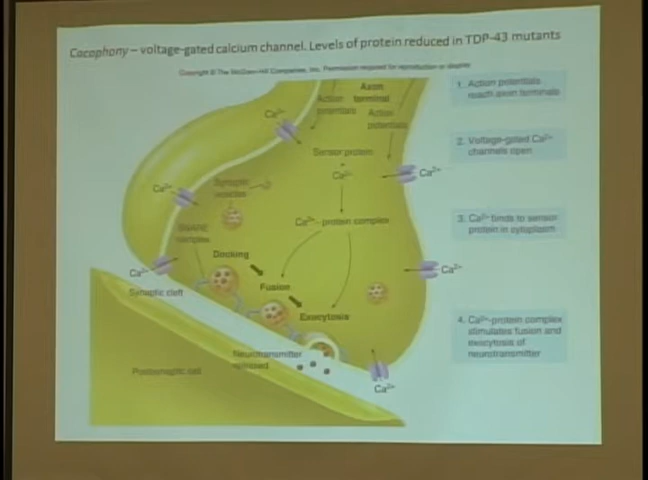 Cacophony – voltage-gated calcium channel. Levels of protein reduced in TDP-43 mutants
Copyright © The McGraw-Hill Companies, Inc. Permission required for reproduction or display.
Axon
terminal
Action
potentials
Action
potentials
1. Action potentials
reach axon terminals
Ca2+
Sensor protein
2. Voltage-gated Ca2+
channels open
Ca2+
Ca2+
Ca2+
Synaptic
vesicles
Ca2+–protein complex
3. Ca2+ binds to sensor
protein in cytoplasm
SNARE
complex
Docking
Ca2+
Fusion
Ca2+
Synaptic cleft
Exocytosis
4. Ca2+-protein complex
stimulates fusion and
exocytosis of
neurotransmitter
Neurotransmitter
released
Postsynaptic cell
Ca2+